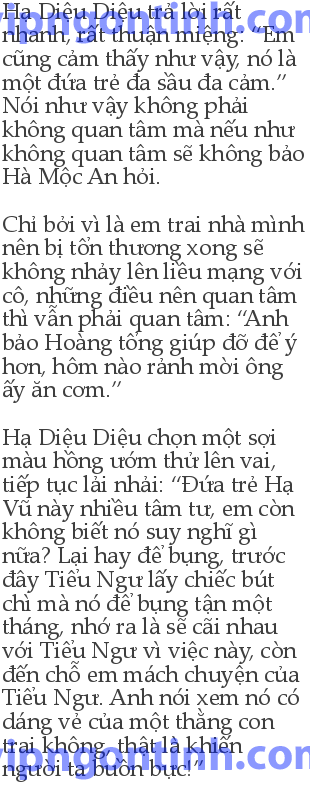 Hạ Diệu Diệu trả lời rất
nhanh, rất thuận miệng: “Em
cũng cảm thấy như vậy, nó là
một đứa trẻ đa sầu đa cảm.”
Nói như vậy không phải
không quan tâm mà nếu như
không quan tâm sẽ không bảo
Hà Mộc An hỏi.
Chỉ bởi vì là em trai nhà mình
nên bị tổn thương xong sẽ
không nhảy lên liều mạng với
cô, những điều nên quan tâm
thì vẫn phải quan tâm: “Anh
bảo Hoàng tổng giúp đỡ để ý
hơn, hôm nào rảnh mời ông
ấy ăn cơm.”
Hạ Diệu Diệu chọn một sợi
màu hồng ướm thử lên vai,
tiếp tục lải nhải: “Đứa trẻ Hạ
Vũ này nhiều tâm tư, em còn
không biết nó suy nghĩ gì
nữa? Lại hay để bụng, trước
đây Tiểu Ngư lấy chiếc bút
chì mà nó để bụng tận một
tháng, nhớ ra là sẽ cãi nhau
với Tiểu Ngư vì việc này, còn
đến chỗ em mách chuyện của
Tiểu Ngư. Anh nói xem nó có
dáng vẻ của một thằng con
trai không, thật là khiến
người ta buồn bực!”
vipngontinh.com
vipngontinh.com